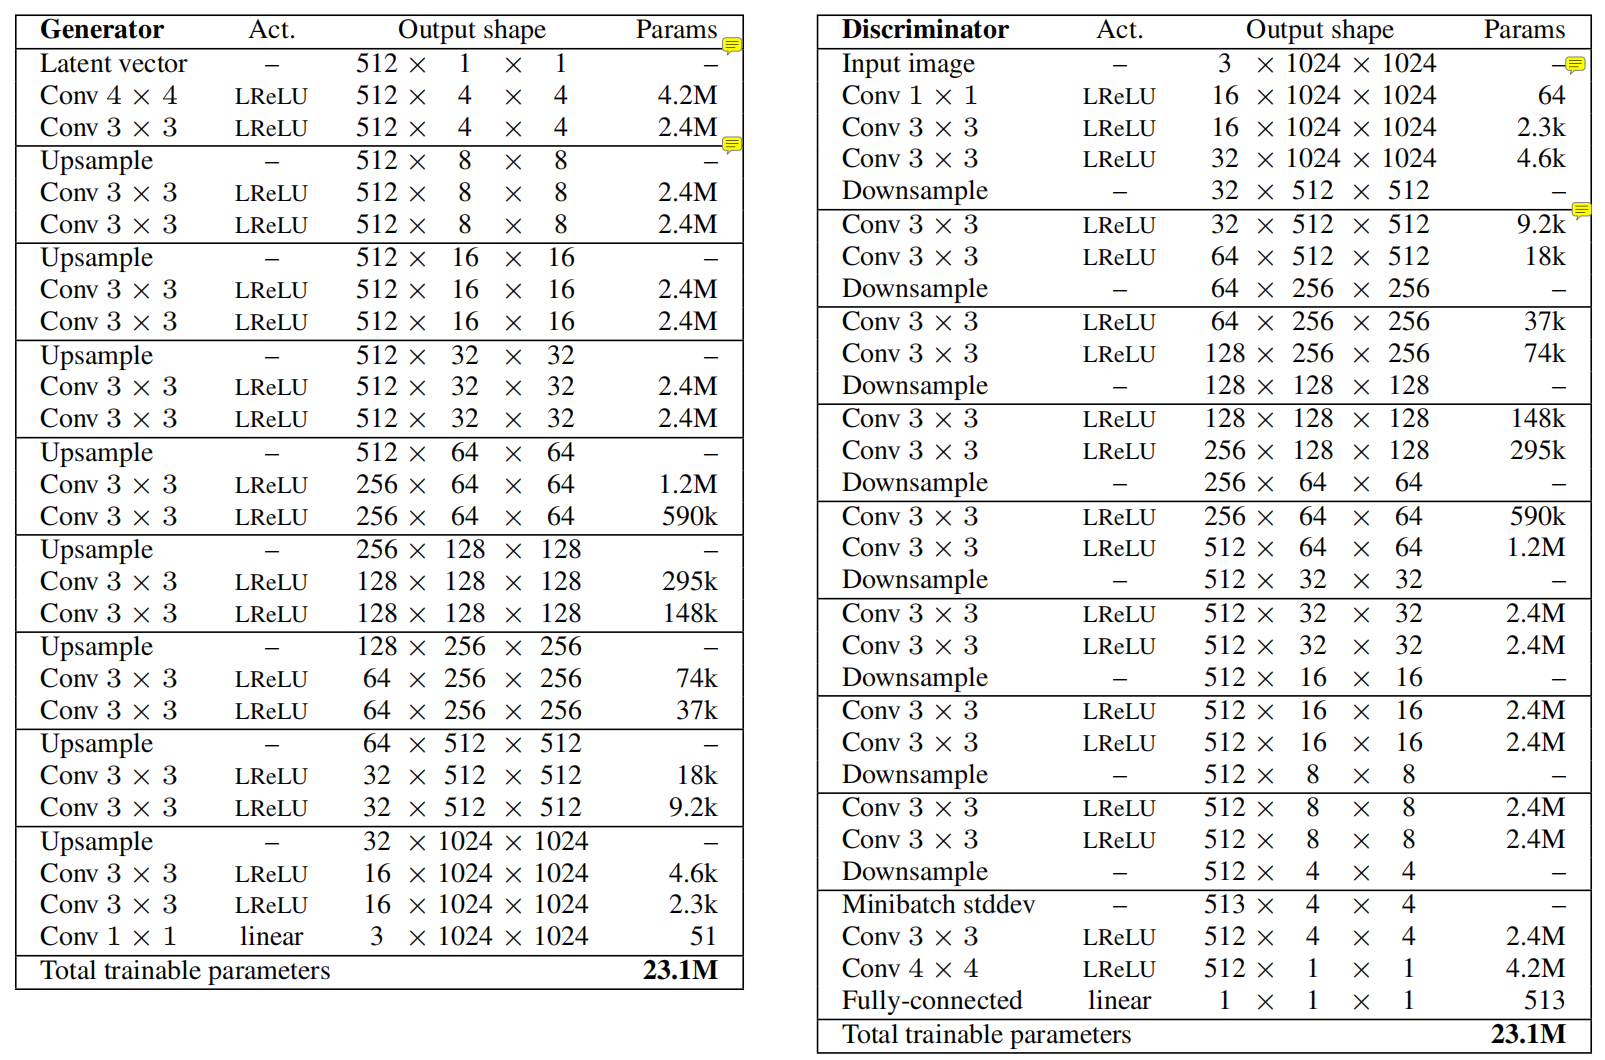 Generator Act. Output shape Params
Latent vector – 512 × 1 × 1 –
Conv 4 × 4 LReLU 512 × 4 × 4 4.2M
Conv 3 × 3 LReLU 512 × 4 × 4 2.4M
Upsample – 512 × 8 × 8 –
Conv 3 × 3 LReLU 512 × 8 × 8 2.4M
Conv 3 × 3 LReLU 512 × 8 × 8 2.4M
Upsample – 512 × 16 × 16 –
Conv 3 × 3 LReLU 512 × 16 × 16 2.4M
Conv 3 × 3 LReLU 512 × 16 × 16 2.4M
Upsample – 512 × 32 × 32 –
Conv 3 × 3 LReLU 512 × 32 × 32 2.4M
Conv 3 × 3 LReLU 512 × 32 × 32 2.4M
Upsample – 512 × 64 × 64 –
Conv 3 × 3 LReLU 256 × 64 × 64 1.2M
Conv 3 × 3 LReLU 256 × 64 × 64 590k
Upsample – 256 × 128 × 128 –
Conv 3 × 3 LReLU 128 × 128 × 128 295k
Conv 3 × 3 LReLU 128 × 128 × 128 148k
Upsample – 128 × 256 × 256 –
Conv 3 × 3 LReLU 64 × 256 × 256 74k
Conv 3 × 3 LReLU 64 × 256 × 256 37k
Upsample – 64 × 512 × 512 –
Conv 3 × 3 LReLU 32 × 512 × 512 18k
Conv 3 × 3 LReLU 32 × 512 × 512 9.2k
Upsample – 32 × 1024 × 1024 –
Conv 3 × 3 LReLU 16 × 1024 × 1024 4.6k
Conv 3 × 3 LReLU 16 × 1024 × 1024 2.3k
Conv 1 × 1 linear 3 × 1024 × 1024 51
Total trainable parameters 23.1M
Discriminator Act. Output shape Params
Input image – 3 × 1024 × 1024 –
Conv 1 × 1 LReLU 16 × 1024 × 1024 64
Conv 3 × 3 LReLU 16 × 1024 × 1024 2.3k
Conv 3 × 3 LReLU 32 × 1024 × 1024 4.6k
Downsample – 32 × 512 × 512 –
Conv 3 × 3 LReLU 32 × 512 × 512 9.2k
Conv 3 × 3 LReLU 64 × 512 × 512 18k
Downsample – 64 × 256 × 256 –
Conv 3 × 3 LReLU 64 × 256 × 256 37k
Conv 3 × 3 LReLU 128 × 256 × 256 74k
Downsample – 128 × 128 × 128 –
Conv 3 × 3 LReLU 128 × 128 × 128 148k
Conv 3 × 3 LReLU 256 × 128 × 128 295k
Downsample – 256 × 64 × 64 –
Conv 3 × 3 LReLU 256 × 64 × 64 590k
Conv 3 × 3 LReLU 512 × 64 × 64 1.2M
Downsample – 512 × 32 × 32 –
Conv 3 × 3 LReLU 512 × 32 × 32 2.4M
Conv 3 × 3 LReLU 512 × 32 × 32 2.4M
Downsample – 512 × 16 × 16 –
Conv 3 × 3 LReLU 512 × 16 × 16 2.4M
Conv 3 × 3 LReLU 512 × 16 × 16 2.4M
Downsample – 512 × 8 × 8 –
Conv 3 × 3 LReLU 512 × 8 × 8 2.4M
Conv 3 × 3 LReLU 512 × 8 × 8 2.4M
Downsample – 512 × 4 × 4 –
Minibatch stddev – 513 × 4 × 4 –
Conv 3 × 3 LReLU 512 × 4 × 4 2.4M
Conv 4 × 4 LReLU 512 × 1 × 1 4.2M
Fully-connected linear 1 × 1 × 1 513
Total trainable parameters 23.1M